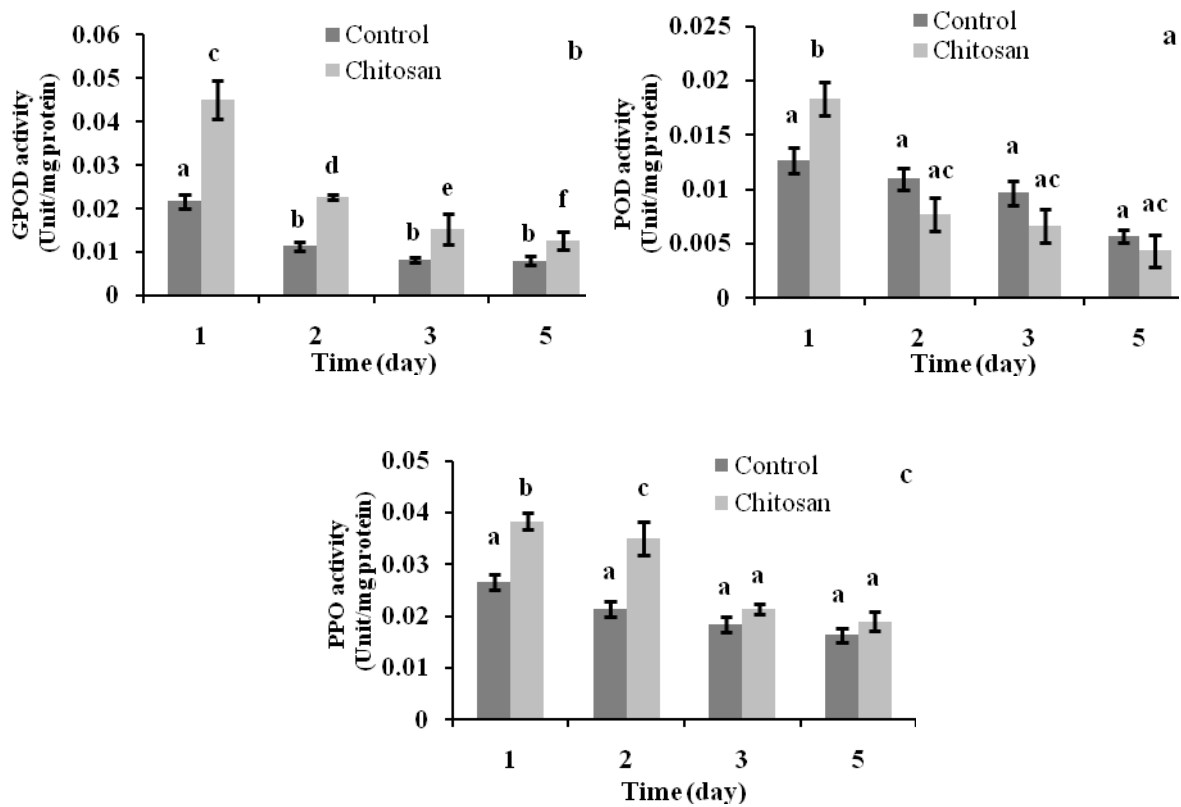 0.06
0.05
0.04
0.03
0.02
0.01
0
GPOD activity
(Unit/mg protein)
Control
Chitosan
b
a
c
b
d
b
e
b
f
1 2 3 5
Time (day)
0.025
0.02
0.015
0.01
0.005
0
POD activity
(Unit/mg protein)
Control
Chitosan
a
a
b
a
ac
a
ac
a
ac
1 2 3 5
Time (day)
0.05
0.04
0.03
0.02
0.01
0
PPO activity
(Unit/mg protein)
Control
Chitosan
c
a
b
a
c
a
a
a
a
1 2 3 5
Time (day)